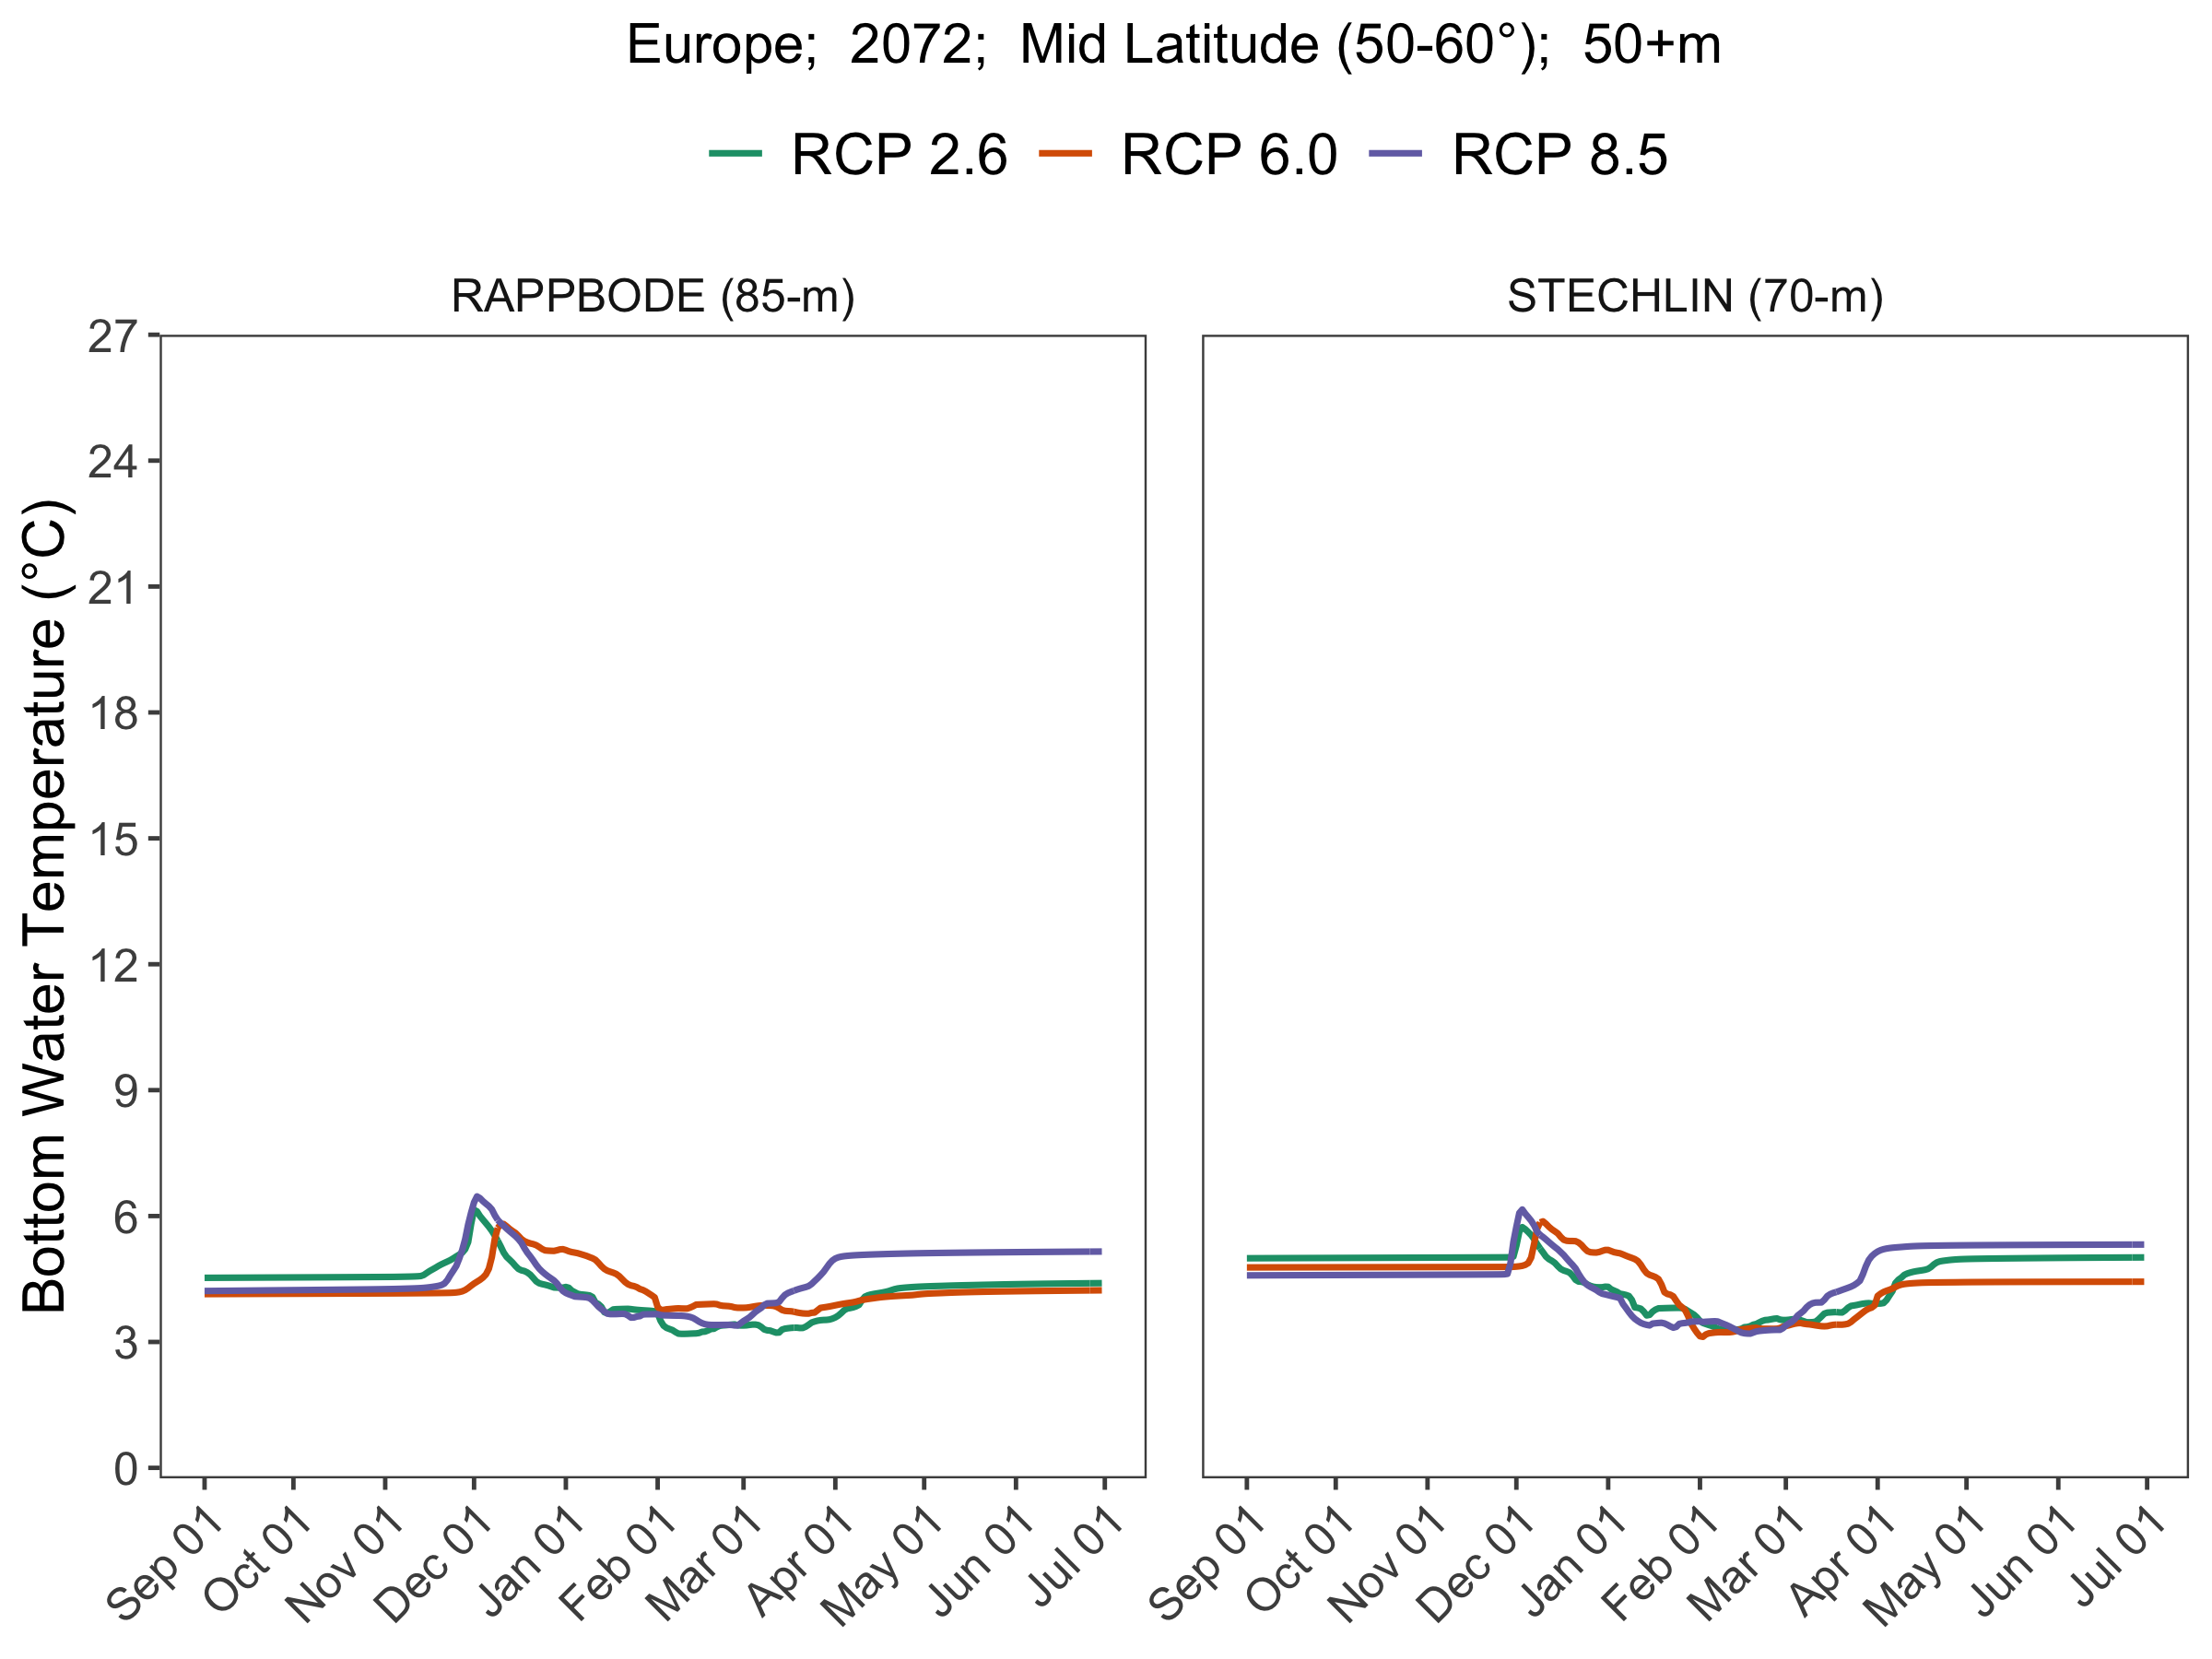 Europe;  2072;  Mid Latitude (50-60°);  50+m
RCP 2.6 RCP 6.0 RCP 8.5
RAPPBODE (85-m)
STECHLIN (70-m)
Bottom Water Temperature (°C)
27
24
21
18
15
12
9
6
3
0
Sep 01 Oct 01 Nov 01 Dec 01 Jan 01 Feb 01 Mar 01 Apr 01 May 01 Jun 01 Jul 01
Sep 01 Oct 01 Nov 01 Dec 01 Jan 01 Feb 01 Mar 01 Apr 01 May 01 Jun 01 Jul 01